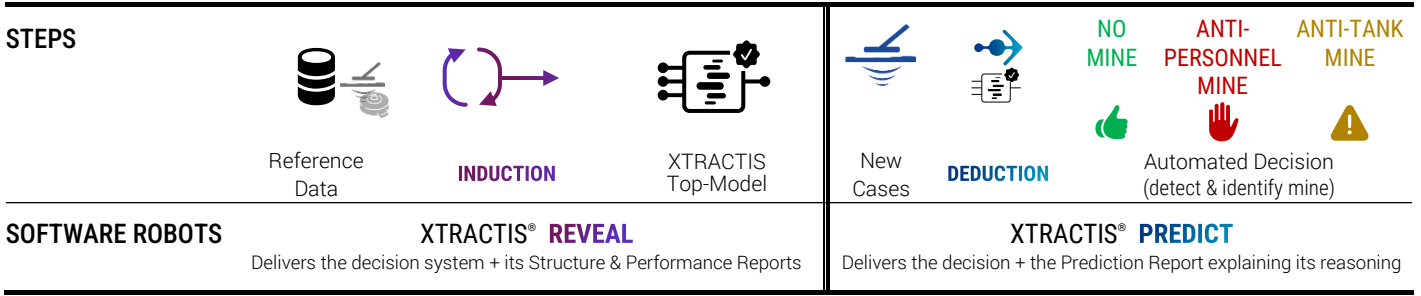 STEPS
NO
MINE
ANTI-
PERSONNEL
MINE
ANTI-TANK
MINE
Reference
Data
INDUCTION
XTRACTIS
Top-Model
New
Cases
DEDUCTION
Automated Decision
(detect & identify mine)
SOFTWARE ROBOTS
XTRACTIS® REVEAL
Delivers the decision system + its Structure & Performance Reports
XTRACTIS® PREDICT
Delivers the decision + the Prediction Report explaining its reasoning